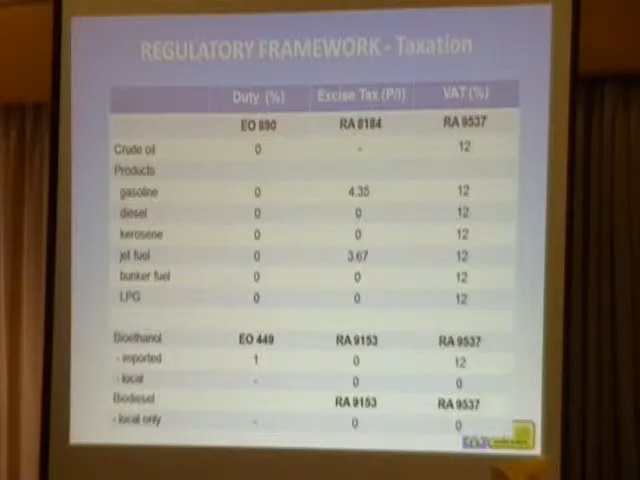 REGULATORY FRAMEWORK - Taxation
Duty (%) Excise Tax (P/l) VAT (%)
EO 890 RA 8184 RA 9537
Crude oil 0 - 12
Products
gasoline 0 4.35 12
diesel 0 0 12
kerosene 0 0 12
jet fuel 0 3.67 12
bunker fuel 0 0 12
LPG 0 0 12
Bioethanol EO 449 RA 9153 RA 9537
- imported 1 0 12
- local - 0 0
Biodiesel RA 9153 RA 9537
- local only - 0 0